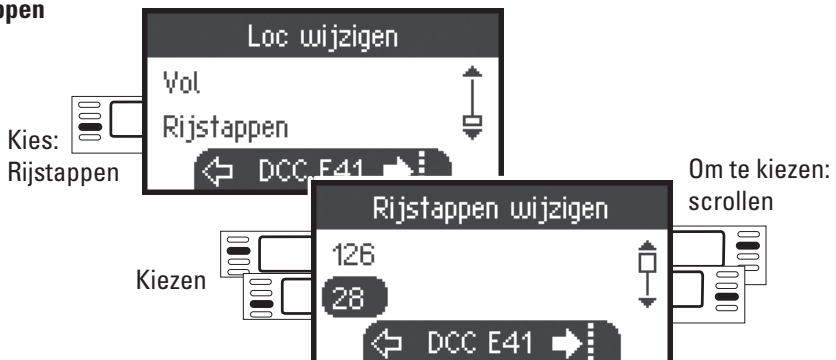 ppen
Loc wijzigen
Vol
Rijstappen
DCC E41
Kies:
Rijstappen
Rijstappen wijzigen
126
28
DCC E41
Kiezen
Om te kiezen:
scrollen